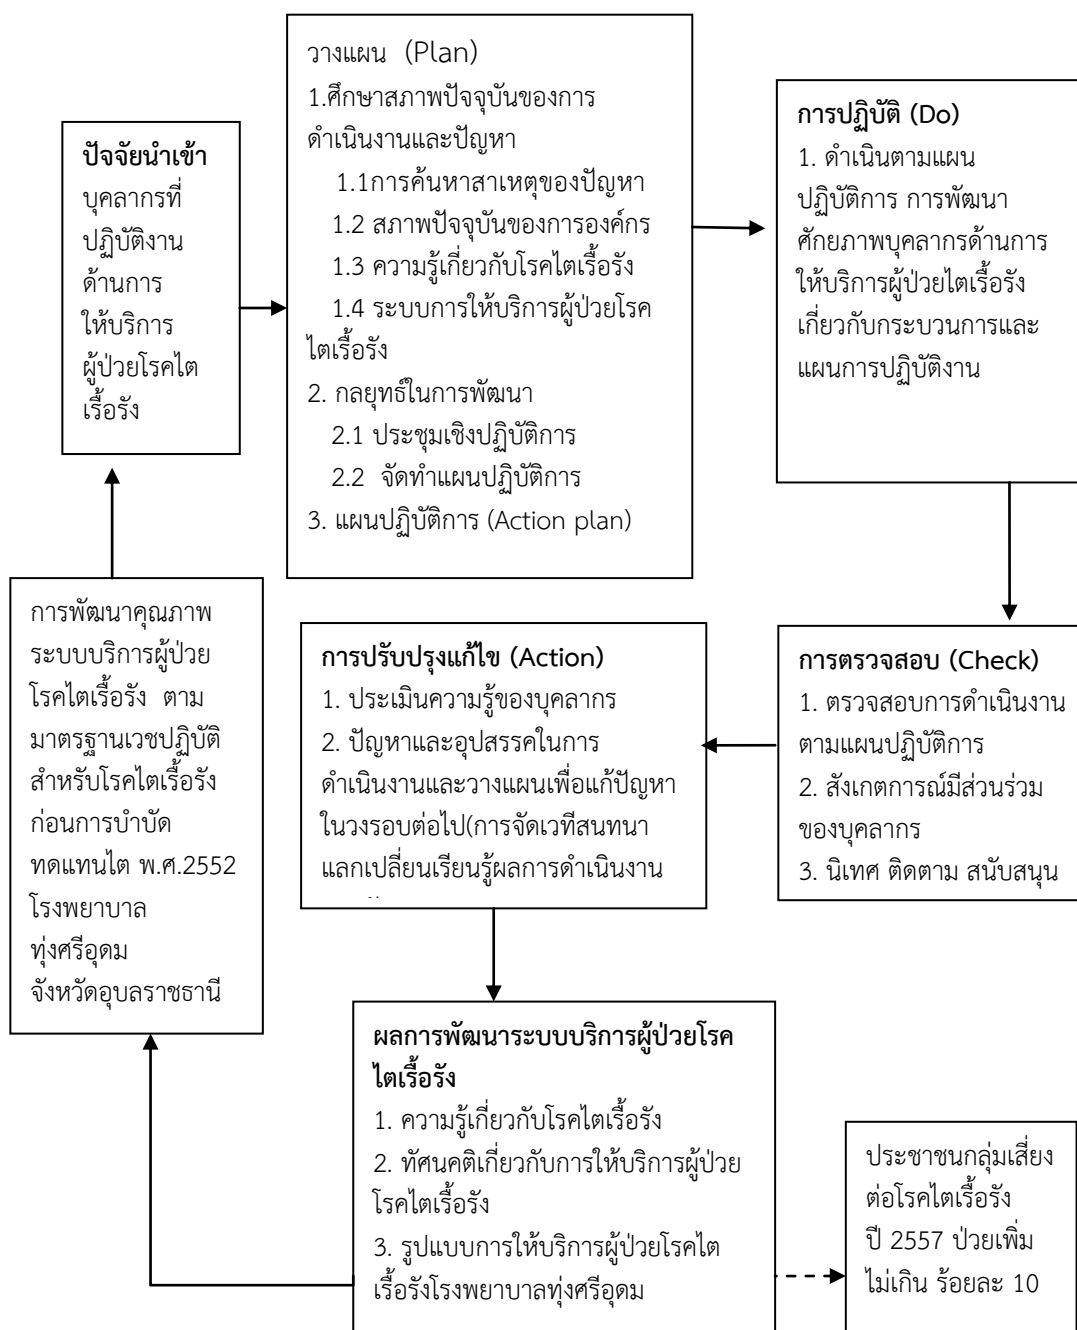 วางแผน (Plan)
1.ศึกษาสภาพปัจจุบันของการ
ดำเนินงานและปัญหา
1.1การค้นหาสาเหตุของปัญหา
1.2 สภาพปัจจุบันของการองค์กร
1.3 ความรู้เกี่ยวกับโรคไตเรื้อรัง
1.4 ระบบการให้บริการผู้ป่วยโรค
ไตเรื้อรัง
2. กลยุทธ์ในการพัฒนา
2.1 ประชุมเชิงปฏิบัติการ
2.2 จัดทำแผนปฏิบัติการ
3. แผนปฏิบัติการ (Action plan)
การปฏิบัติ (Do)
1. ดำเนินตามแผน
ปฏิบัติการ การพัฒนา
ศักยภาพบุคลากรด้านการ
ให้บริการผู้ป่วยไตเรื้อรัง
เกี่ยวกับกระบวนการและ
แผนการปฏิบัติงาน
ปัจจัยนำเข้า
บุคลากรที่
ปฏิบัติงาน
ด้านการ
ให้บริการ
ผู้ป่วยโรคไต
เรื้อรัง
การพัฒนาคุณภาพ
ระบบบริการผู้ป่วย
โรคไตเรื้อรัง ตาม
มาตรฐานเวชปฏิบัติ
สำหรับโรคไตเรื้อรัง
ก่อนการบำบัด
ทดแทนไต พ.ศ.2552
โรงพยาบาล
ทุ่งศรีอุดม
จังหวัดอุบลราชธานี
การปรับปรุงแก้ไข (Action)
1. ประเมินความรู้ของบุคลากร
2. ปัญหาและอุปสรรคในการ
ดำเนินงานและวางแผนเพื่อแก้ปัญหา
ในวงรอบต่อไป(การจัดเวทีสนทนา
แลกเปลี่ยนเรียนรู้ผลการดำเนินงาน
การตรวจสอบ (Check)
1. ตรวจสอบการดำเนินงาน
ตามแผนปฏิบัติการ
2. สังเกตการณ์มีส่วนร่วม
ของบุคลากร
3. นิเทศ ติดตาม สนับสนุน
ผลการพัฒนาระบบบริการผู้ป่วยโรค
ไตเรื้อรัง
1. ความรู้เกี่ยวกับโรคไตเรื้อรัง
2. ทัศนคติเกี่ยวกับการให้บริการผู้ป่วย
โรคไตเรื้อรัง
3. รูปแบบการให้บริการผู้ป่วยโรคไต
เรื้อรังโรงพยาบาลทุ่งศรีอุดม
ประชาชนกลุ่มเสี่ยง
ต่อโรคไตเรื้อรัง
ปี 2557 ป่วยเพิ่ม
ไม่เกิน ร้อยละ 10